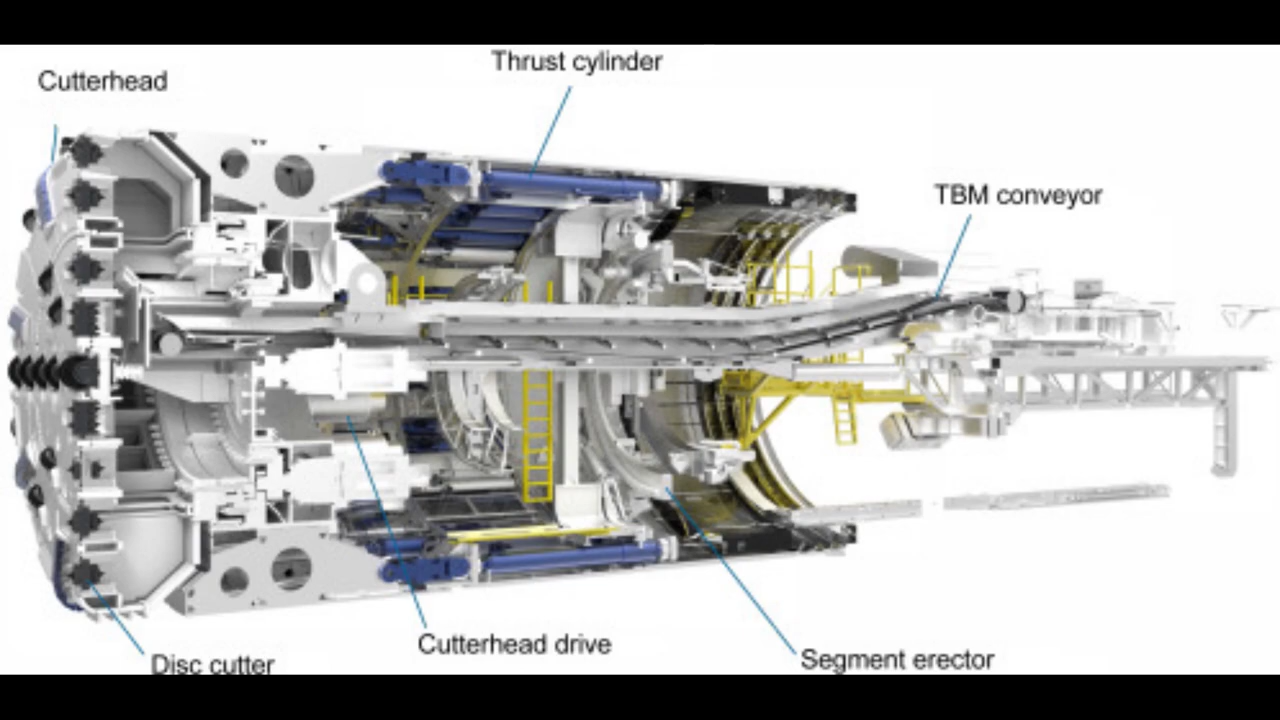 Thrust cylinder
Cutterhead
TBM conveyor
Cutterhead drive
Segment erector
Disc cutter